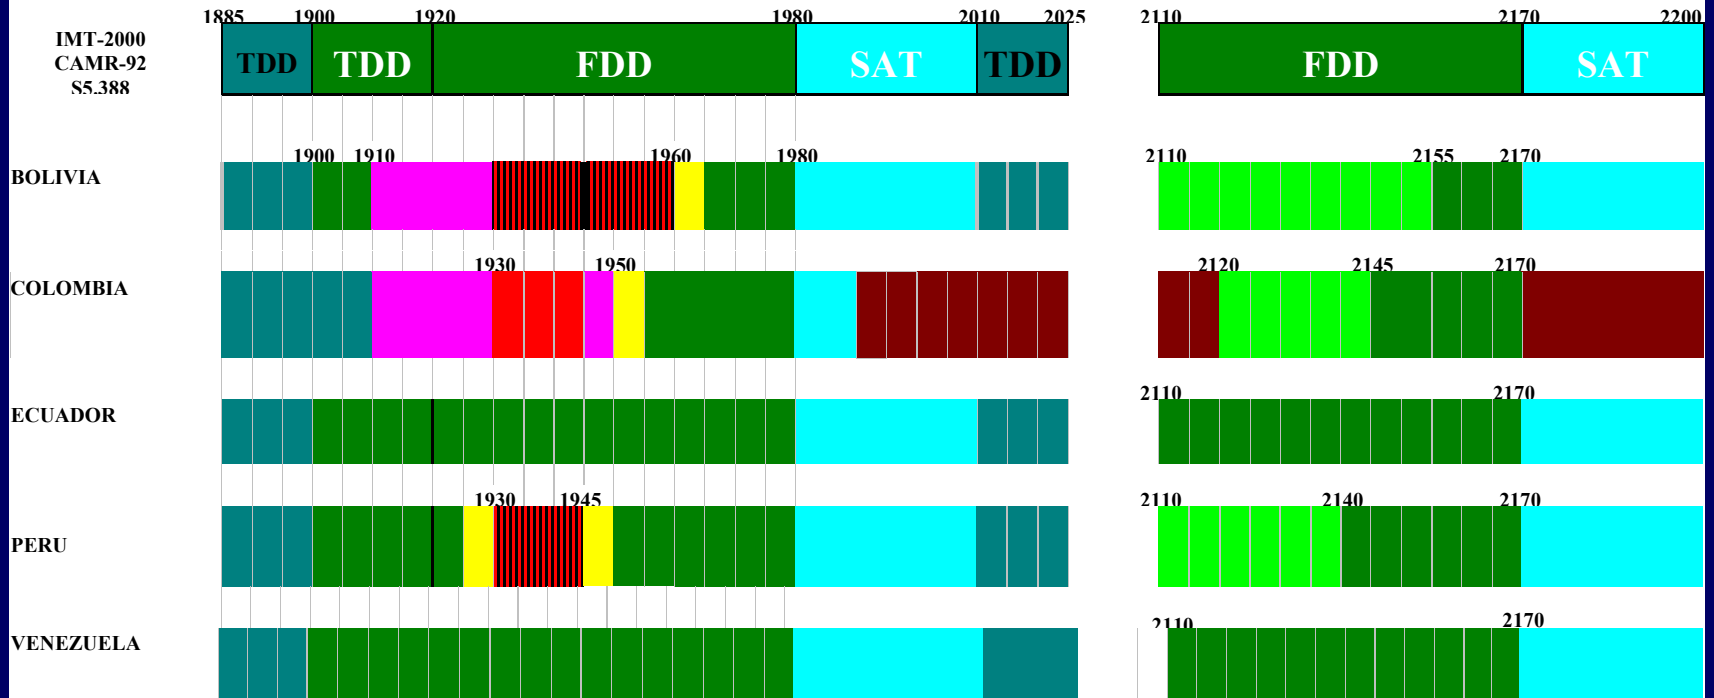 1885 1900 1920 1980 2010 2025 2110 2170 2200
IMT-2000
CAMR-92
S5.388
TDD TDD FDD SAT TDD FDD SAT
1900 1910 1960 1980 2110 2155 2170
BOLIVIA
1930 1950 2120 2145 2170
COLOMBIA
2110 2170
ECUADOR
1930 1945 2110 2140 2170
PERU
2110 2170
VENEZUELA